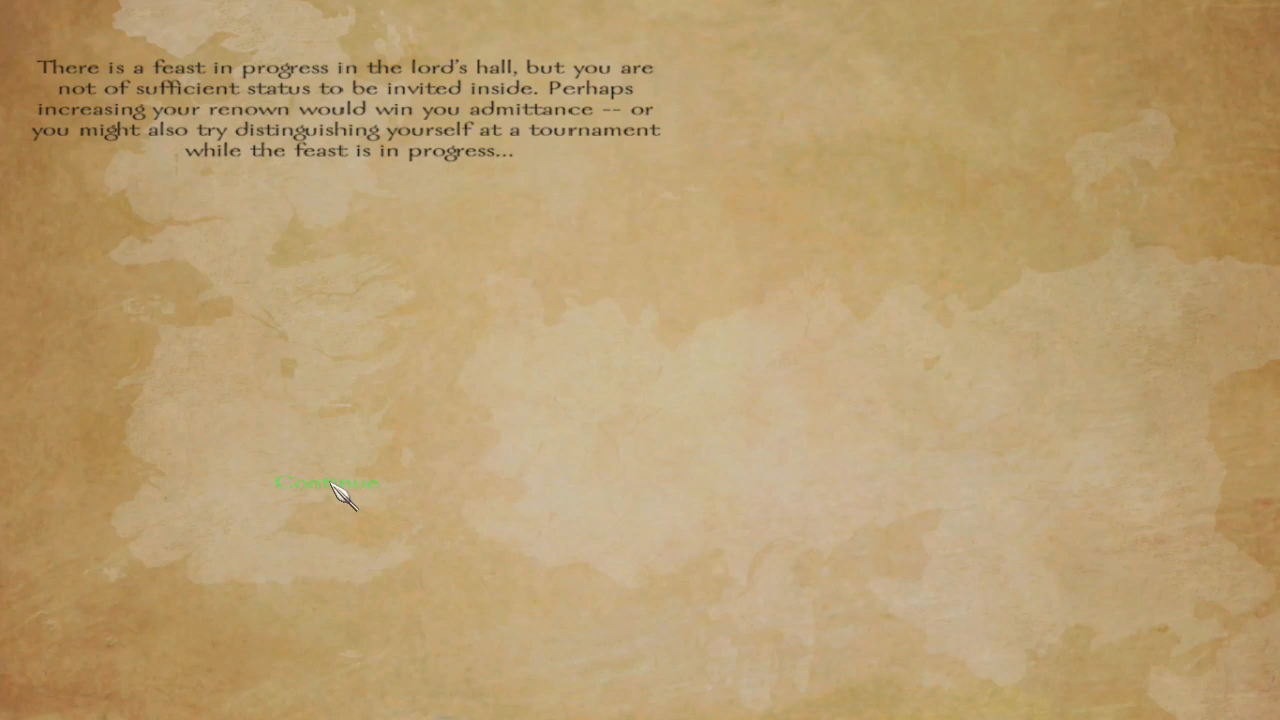 There is a feast in progress in the lord's hall, but you are
not of sufficient status to be invited inside. Perhaps
increasing your renown would win you admittance -- or
you might also try distinguishing yourself at a tournament
while the feast is in progress...
Continue